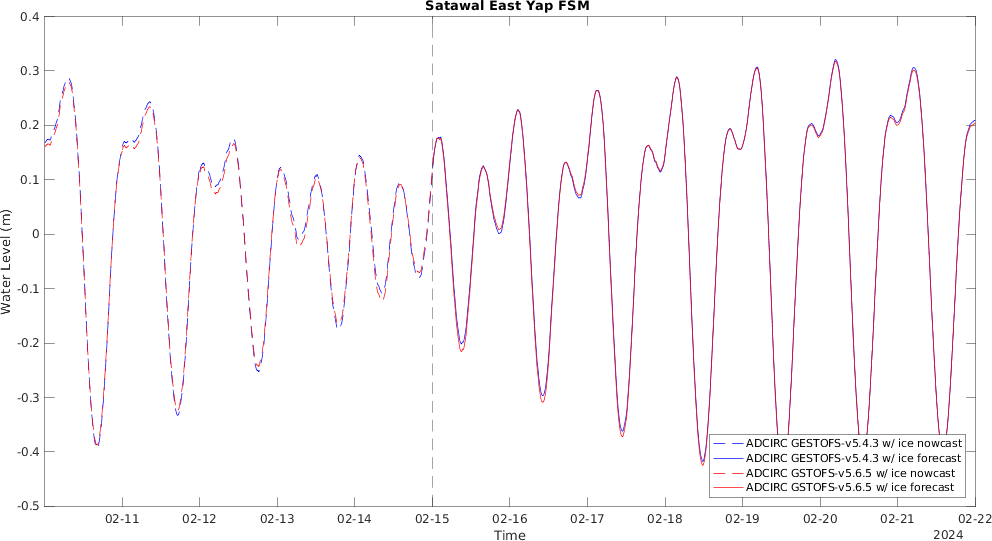 Satawal East Yap FSM
0.4
0.3
0.2
0.1
0
-0.1
-0.2
-0.3
-0.4
-0.5
Water Level (m)
ADCIRC GESTOFS-v5.4.3 w/ ice nowcast
ADCIRC GESTOFS-v5.4.3 w/ ice forecast
ADCIRC GSTOFS-v5.6.5 w/ ice nowcast
ADCIRC GSTOFS-v5.6.5 w/ ice forecast
02-11 02-12 02-13 02-14 02-15 02-16 02-17 02-18 02-19 02-20 02-21 02-22
Time
2024